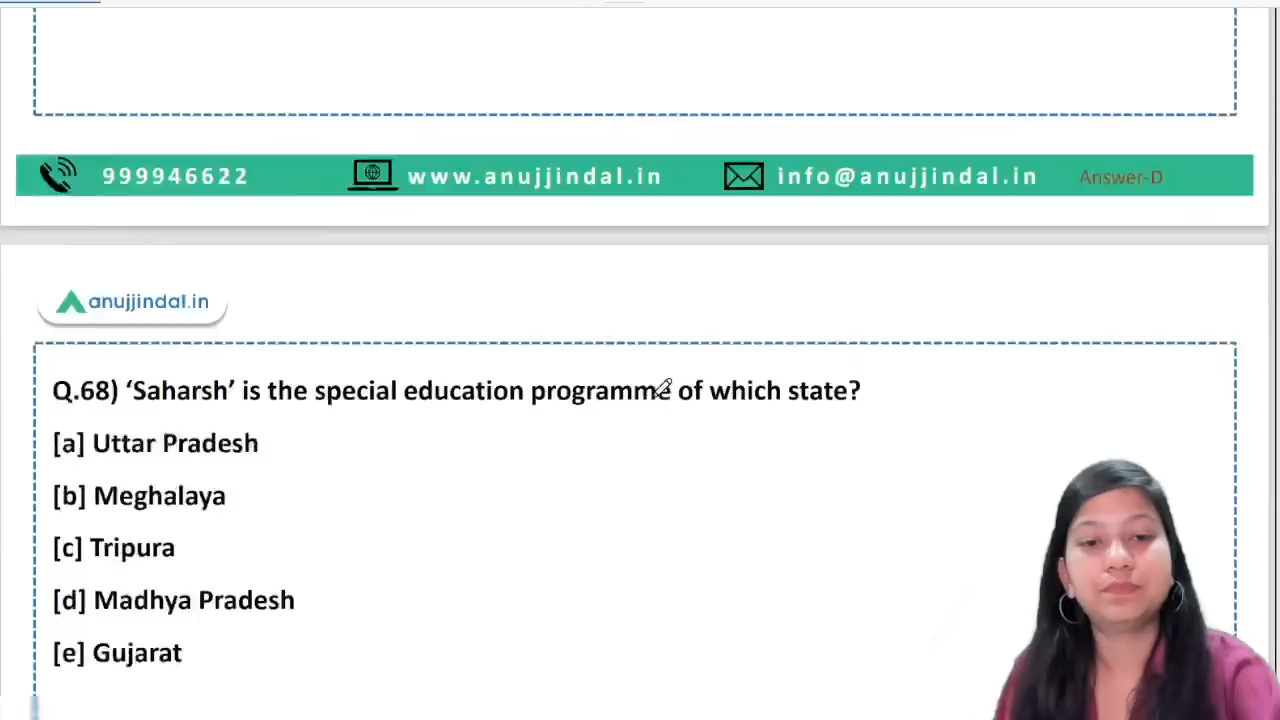 999946622 www.anujjindal.in info@anujjindal.in Answer-D
anujjindal.in
Q.68) ‘Saharsh’ is the special education programme of which state?
[a] Uttar Pradesh
[b] Meghalaya
[c] Tripura
[d] Madhya Pradesh
[e] Gujarat